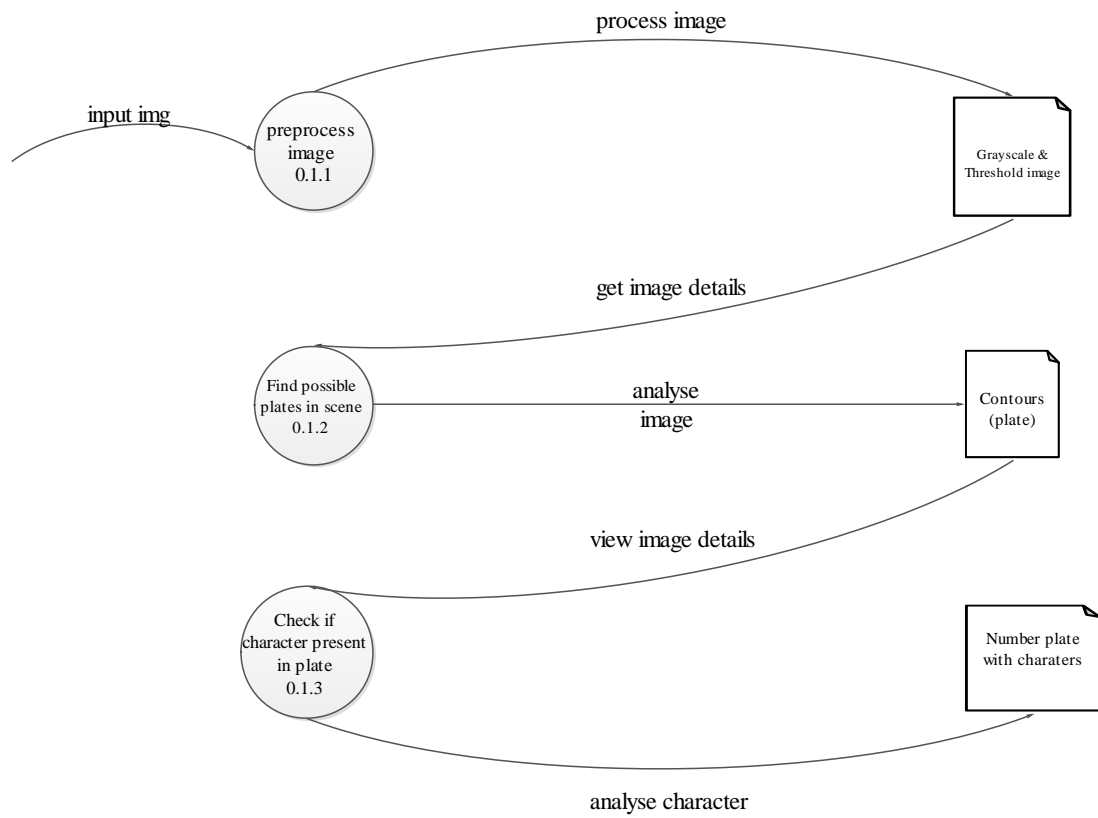 process image
input img
preprocess
image
0.1.1
Grayscale &
Threshold image
get image details
Find possible
plates in scene
0.1.2
analyse
image
Contours
(plate)
view image details
Check if
character present
in plate
0.1.3
Number plate
with charaters
analyse character